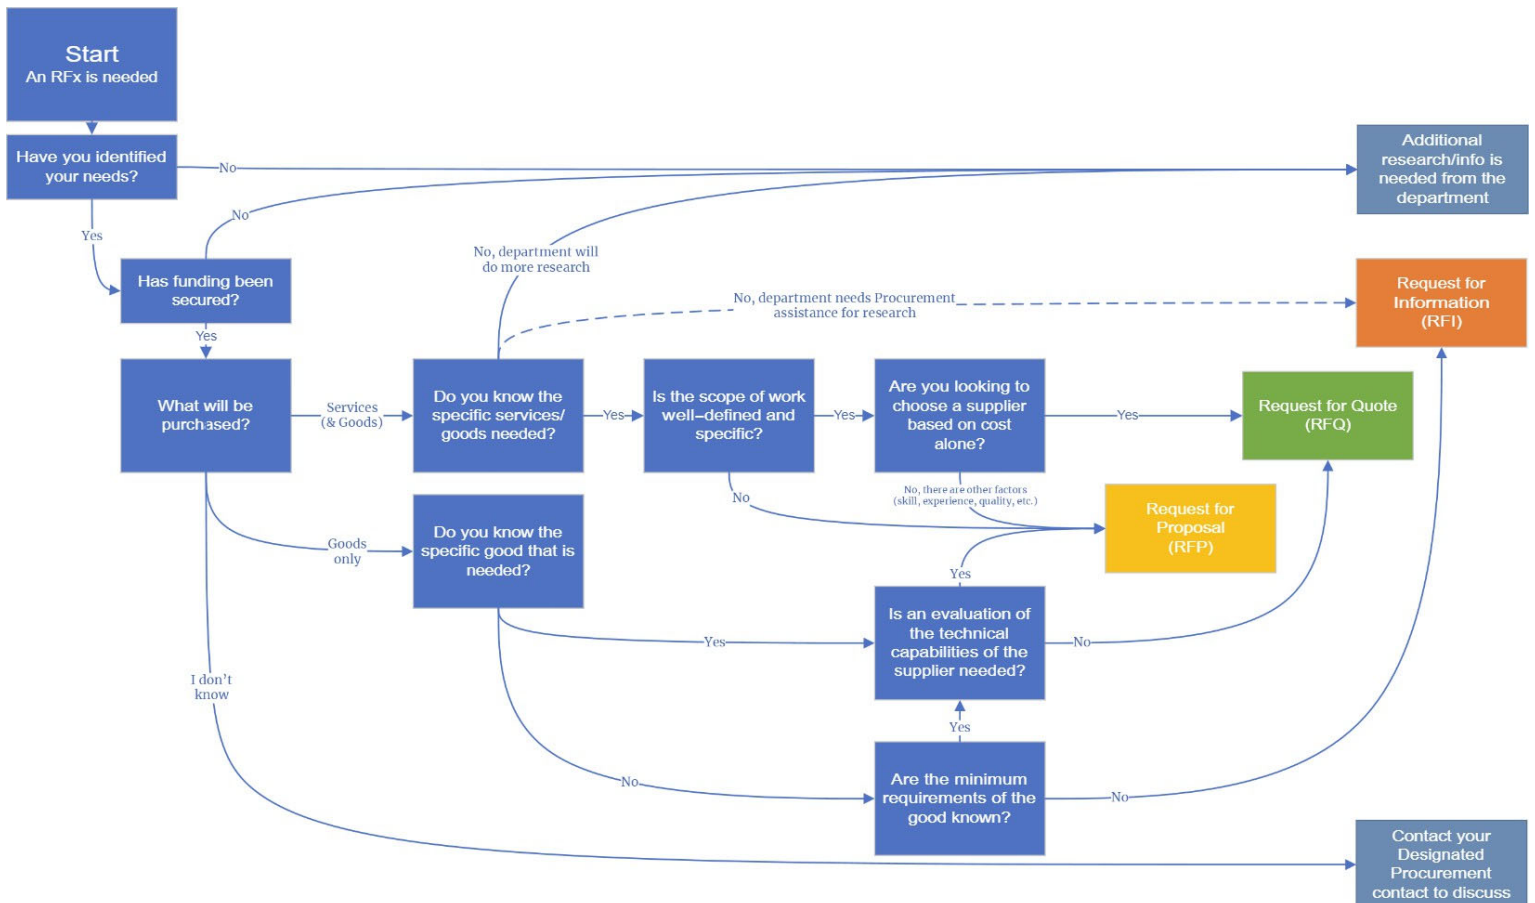 Start
An RFx is needed
Have you identified
your needs?
No
Additional
research/info is
needed from the
department
No
Yes
No, department will
do more research
Has funding been
secured?
Request for
Information
(RFI)
No, department needs Procurement
assistance for research
Yes
What will be
purchased?
Services
(& Goods)
Do you know the
specific services/
goods needed?
Yes
Is the scope of work
well-defined and
specific?
Yes
Are you looking to
choose a supplier
based on cost
alone?
Yes
Request for Quote
(RFQ)
No
No, there are other factors
(skill, experience, quality, etc.)
Request for
Proposal
(RFP)
Goods
only
Do you know the
specific good that is
needed?
Yes
Yes
Is an evaluation of
the technical
capabilities of the
supplier needed?
No
I don't
know
Yes
No
Are the minimum
requirements of the
good known?
No
Contact your
Designated
Procurement
contact to discuss